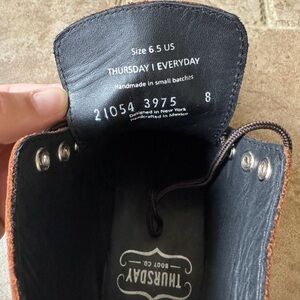 Size 6.5 US
THURSDAY | EVERYDAY
Handmade in small batches
21054 3975 8
Designed in New York
Handcrafted in Mexico
THURSDAY
BOOT CO.